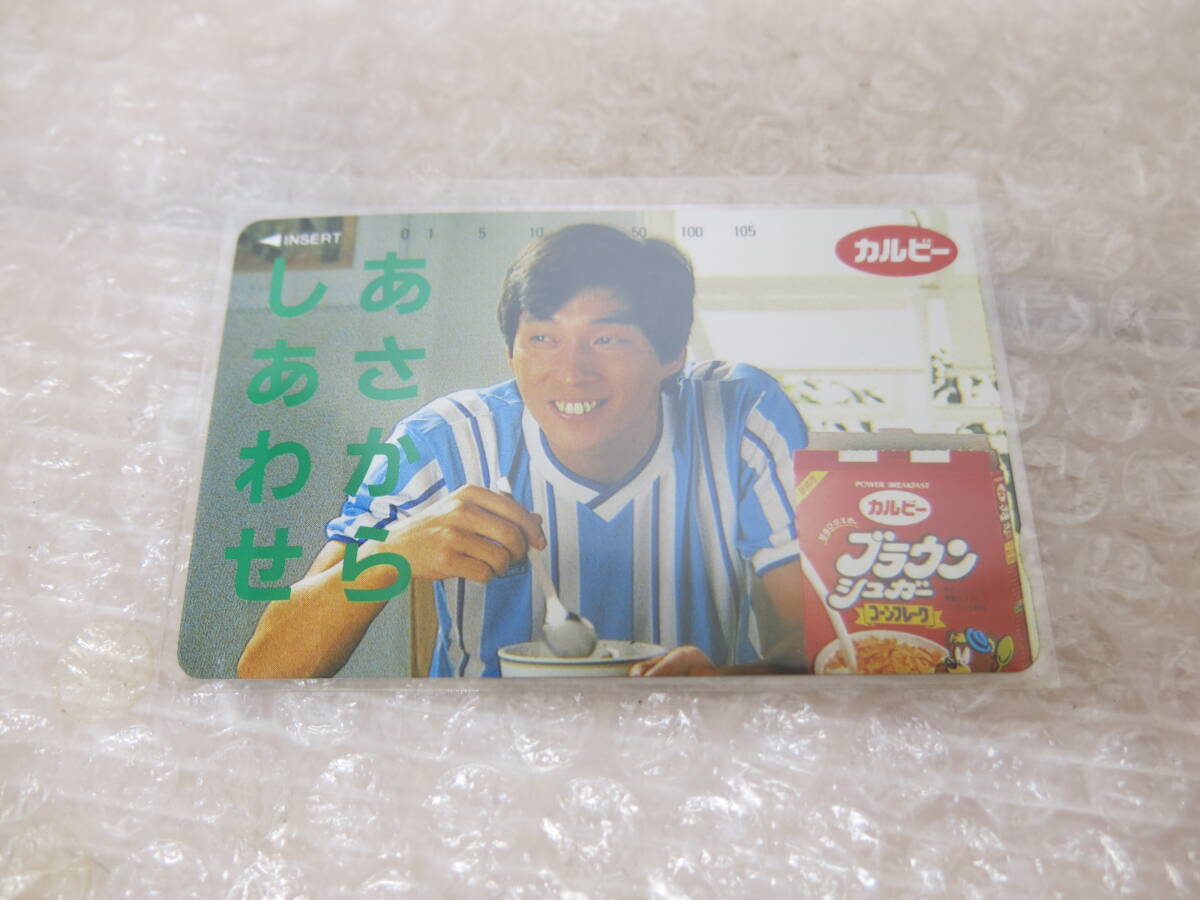 INSERT
0 1 5 10 50 100 105
カルビー
あさから
しあわせ
POWER BREAKFAST
カルビー
ブラウン
シュガー
コーンフレーク